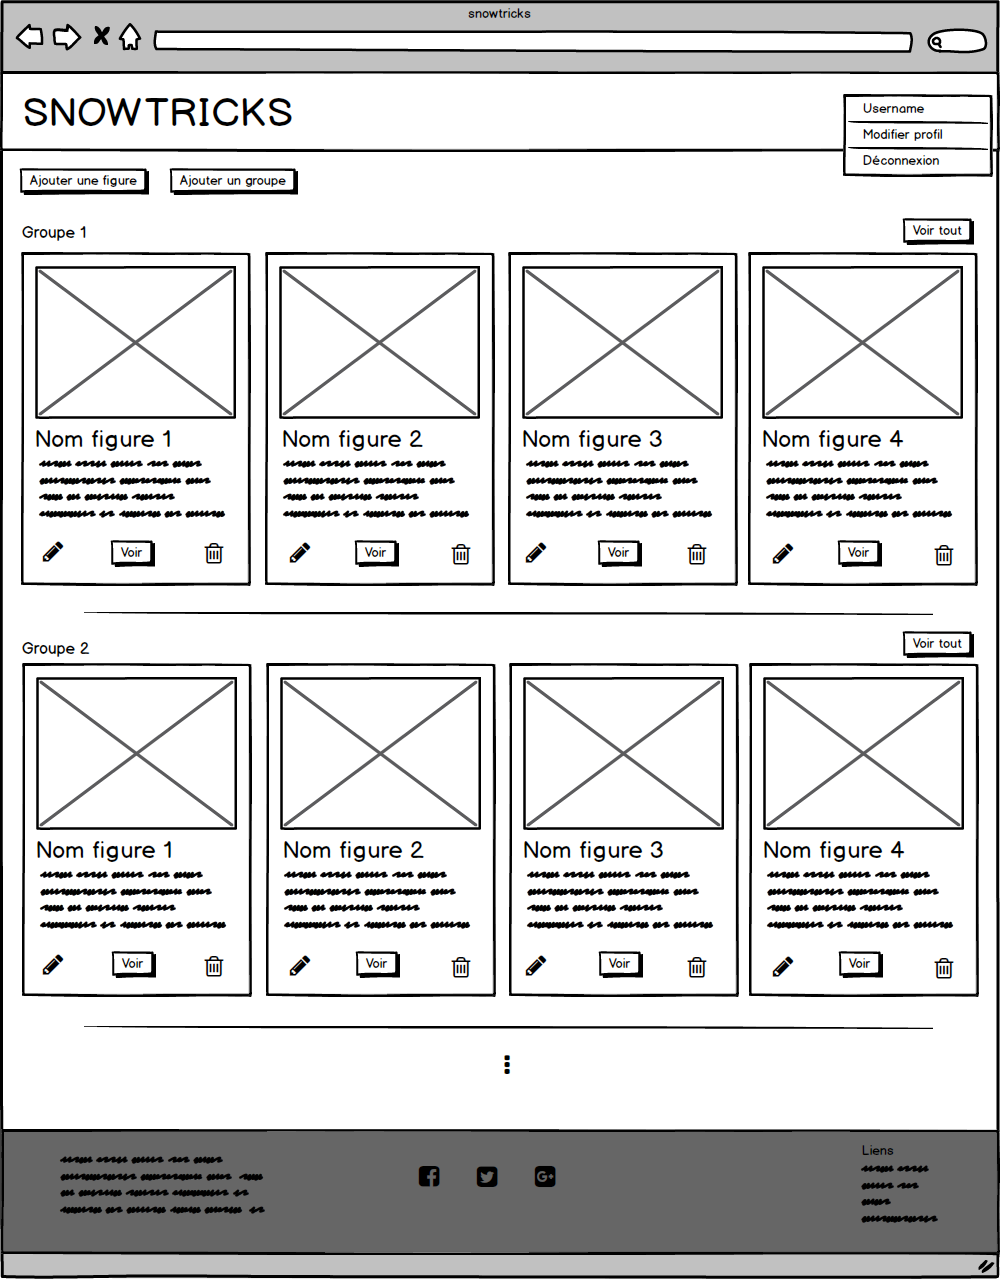 snowtricks
SNOWTRICKS
Username
Modifier profil
Déconnexion
Ajouter une figure
Ajouter un groupe
Groupe 1
Voir tout
Nom figure 1
Nom figure 2
Nom figure 3
Nom figure 4
Voir
Voir
Voir
Voir
Groupe 2
Voir tout
Nom figure 1
Nom figure 2
Nom figure 3
Nom figure 4
Voir
Voir
Voir
Voir
Liens